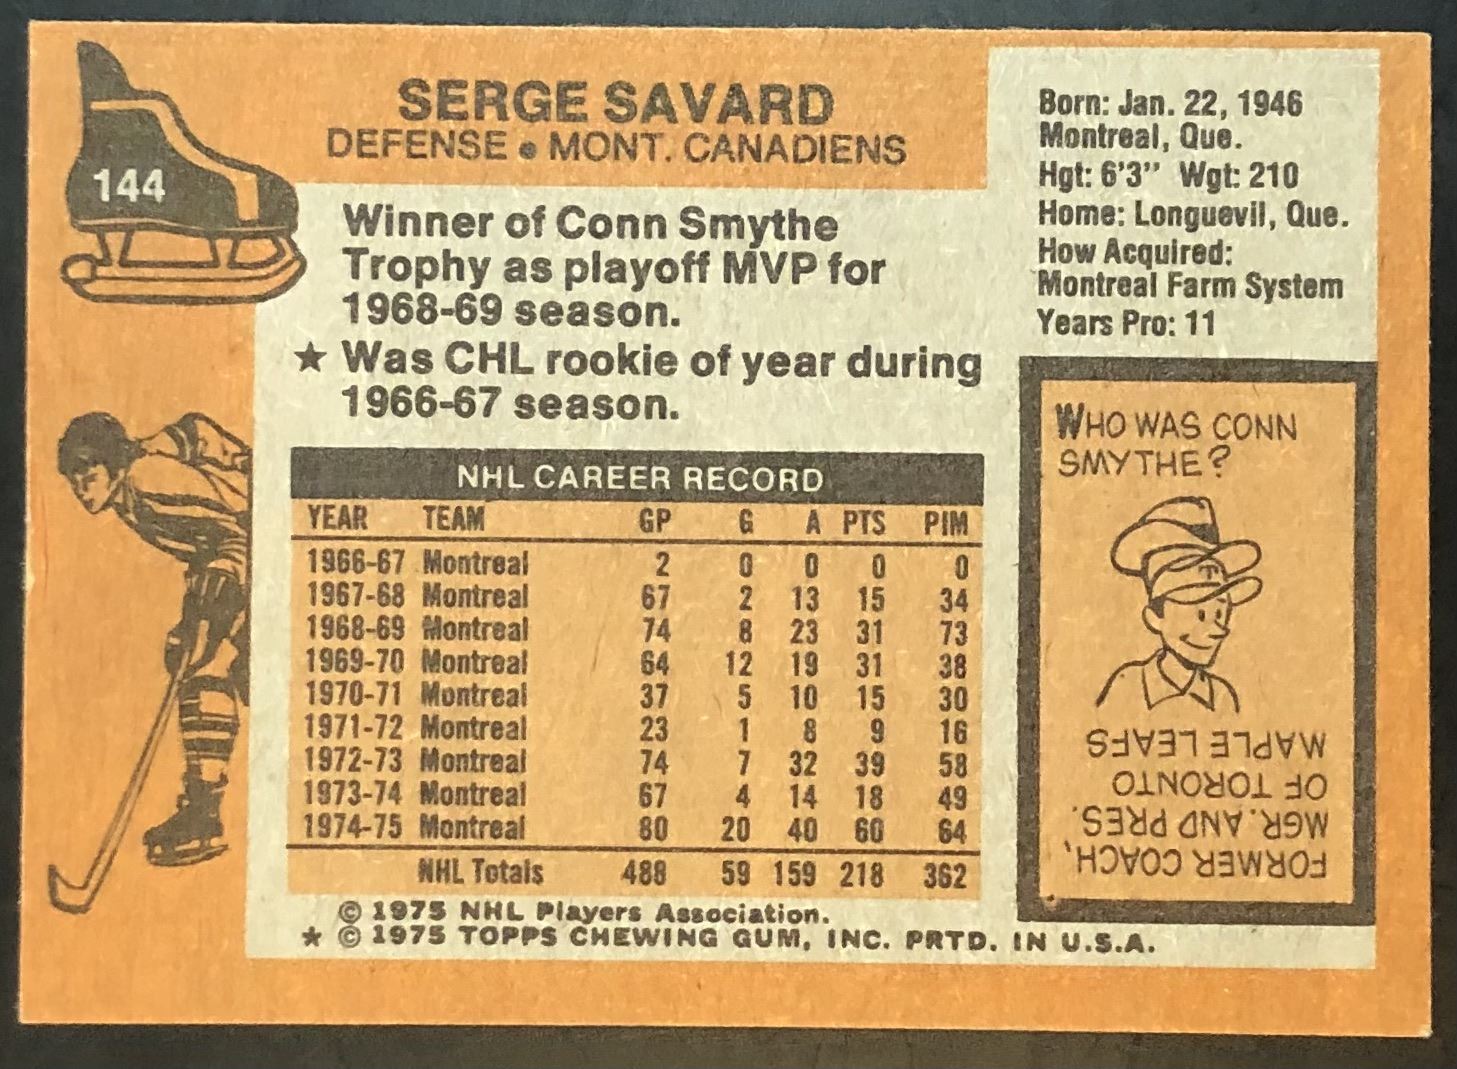 144
SERGE SAVARD
DEFENSE • MONT. CANADIENS
Winner of Conn Smythe
Trophy as playoff MVP for
1968-69 season.
★ Was CHL rookie of year during
1966-67 season.
NHL CAREER RECORD
YEAR TEAM GP G A PTS PIM
1966-67 Montreal 2 0 0 0 0
1967-68 Montreal 67 2 13 15 34
1968-69 Montreal 74 8 23 31 73
1969-70 Montreal 64 12 19 31 38
1970-71 Montreal 37 5 10 15 30
1971-72 Montreal 23 1 8 9 16
1972-73 Montreal 74 7 32 39 58
1973-74 Montreal 67 4 14 18 49
1974-75 Montreal 80 20 40 60 64
NHL Totals 488 59 159 218 362
© 1975 NHL Players Association.
★ © 1975 TOPPS CHEWING GUM, INC. PRTD. IN U.S.A.
Born: Jan. 22, 1946
Montreal, Que.
Hgt: 6'3" Wgt: 210
Home: Longuevil, Que.
How Acquired:
Montreal Farm System
Years Pro: 11
WHO WAS CONN
SMYTHE?
T
FORMER COACH,
MGR. AND PRES.
OF TORONTO
MAPLE LEAFS